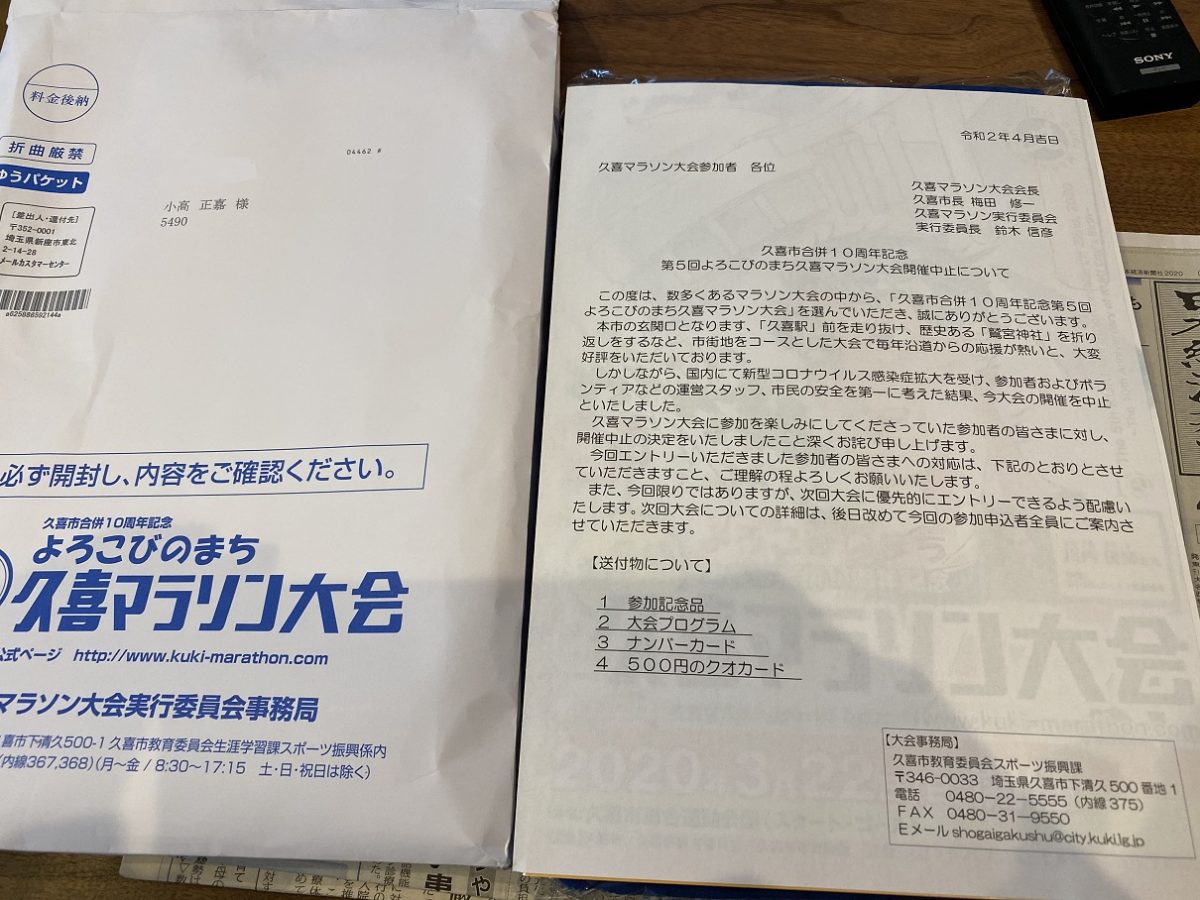 料金後納
折曲厳禁
ゆうパケット
[差出人・還付先]
〒352-0001
埼玉県新座市東北
2-14-28
メールカスタマーセンター
a625886592144a
04462 #
小高 正嘉 様
5490
必ず開封し、内容をご確認ください。
久喜市合併10周年記念
よろこびのまち
久喜マラソン大会
公式ページ http://www.kuki-marathon.com
マラソン大会実行委員会事務局
喜市下清久500-1 久喜市教育委員会生涯学習課スポーツ振興係内
(内線367,368)(月〜金 / 8:30〜17:15 土・日・祝日は除く)
SONY
令和2年4月吉日
久喜マラソン大会参加者 各位
久喜マラソン大会会長
久喜市長 梅田 修一
久喜マラソン実行委員会
実行委員長 鈴木 信彦
久喜市合併10周年記念
第5回よろこびのまち久喜マラソン大会開催中止について
この度は、数多くあるマラソン大会の中から、「久喜市合併10周年記念第5回
よろこびのまち久喜マラソン大会」を選んでいただき、誠にありがとうございます。
本市の玄関口となります、「久喜駅」前を走り抜け、歴史ある「鷲宮神社」を折り
返しをするなど、市街地をコースとした大会で毎年沿道からの応援が熱いと、大変
好評をいただいております。
しかしながら、国内にて新型コロナウイルス感染症拡大を受け、参加者およびボラ
ンティアなどの運営スタッフ、市民の安全を第一に考えた結果、今大会の開催を中止
といたしました。
久喜マラソン大会に参加を楽しみにしてくださっていた参加者の皆さまに対し、
開催中止の決定をいたしましたこと深くお詫び申し上げます。
今回エントリーいただきました参加者の皆さまへの対応は、下記のとおりとさせ
ていただきますこと、ご理解の程よろしくお願いいたします。
また、今回限りではありますが、次回大会に優先的にエントリーできるよう配慮い
たします。次回大会についての詳細は、後日改めて今回の参加申込者全員にご案内さ
せていただきます。
【送付物について】
1 参加記念品
2 大会プログラム
3 ナンバーカード
4 500円のクオカード
【大会事務局】
久喜市教育委員会スポーツ振興課
〒346-0033 埼玉県久喜市下清久500番地1
電話 0480-22-5555(内線375)
FAX 0480-31-9550
Eメール shogaigakushu@city.kuki.lg.jp